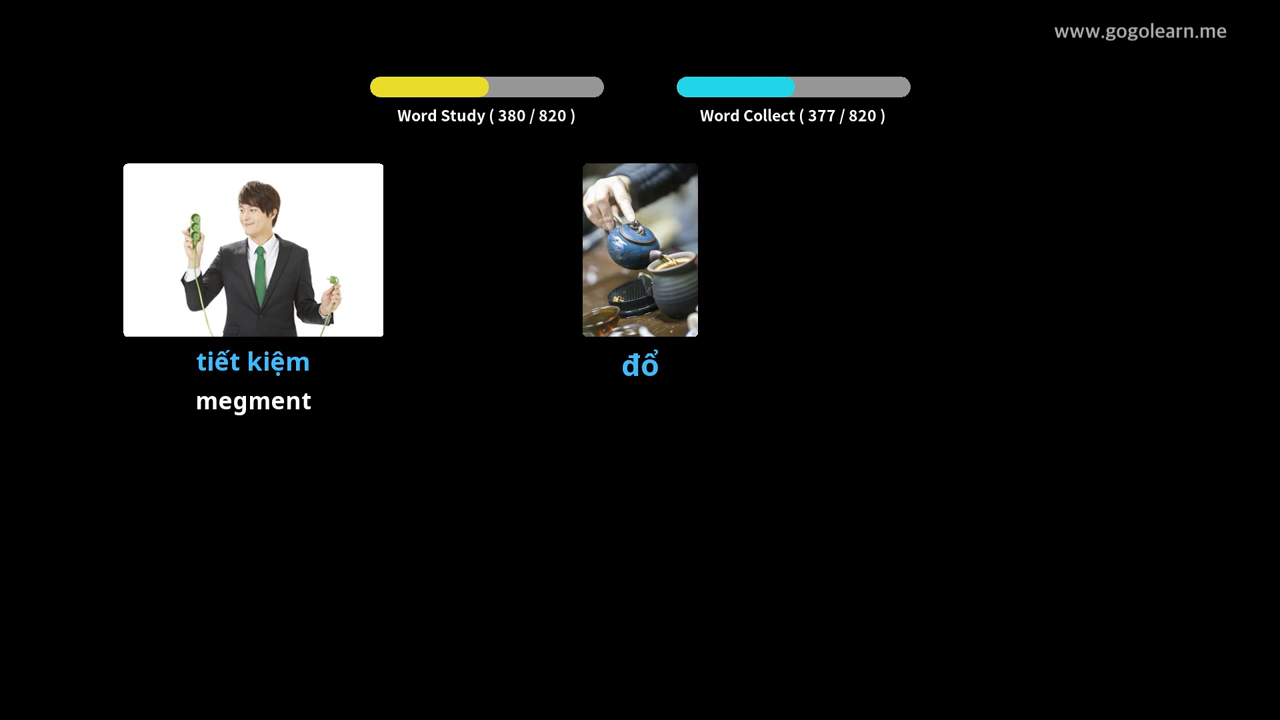 www.gogolearn.me
Word Study ( 380 / 820 )
Word Collect ( 377 / 820 )
tiết kiệm
megment
đổ